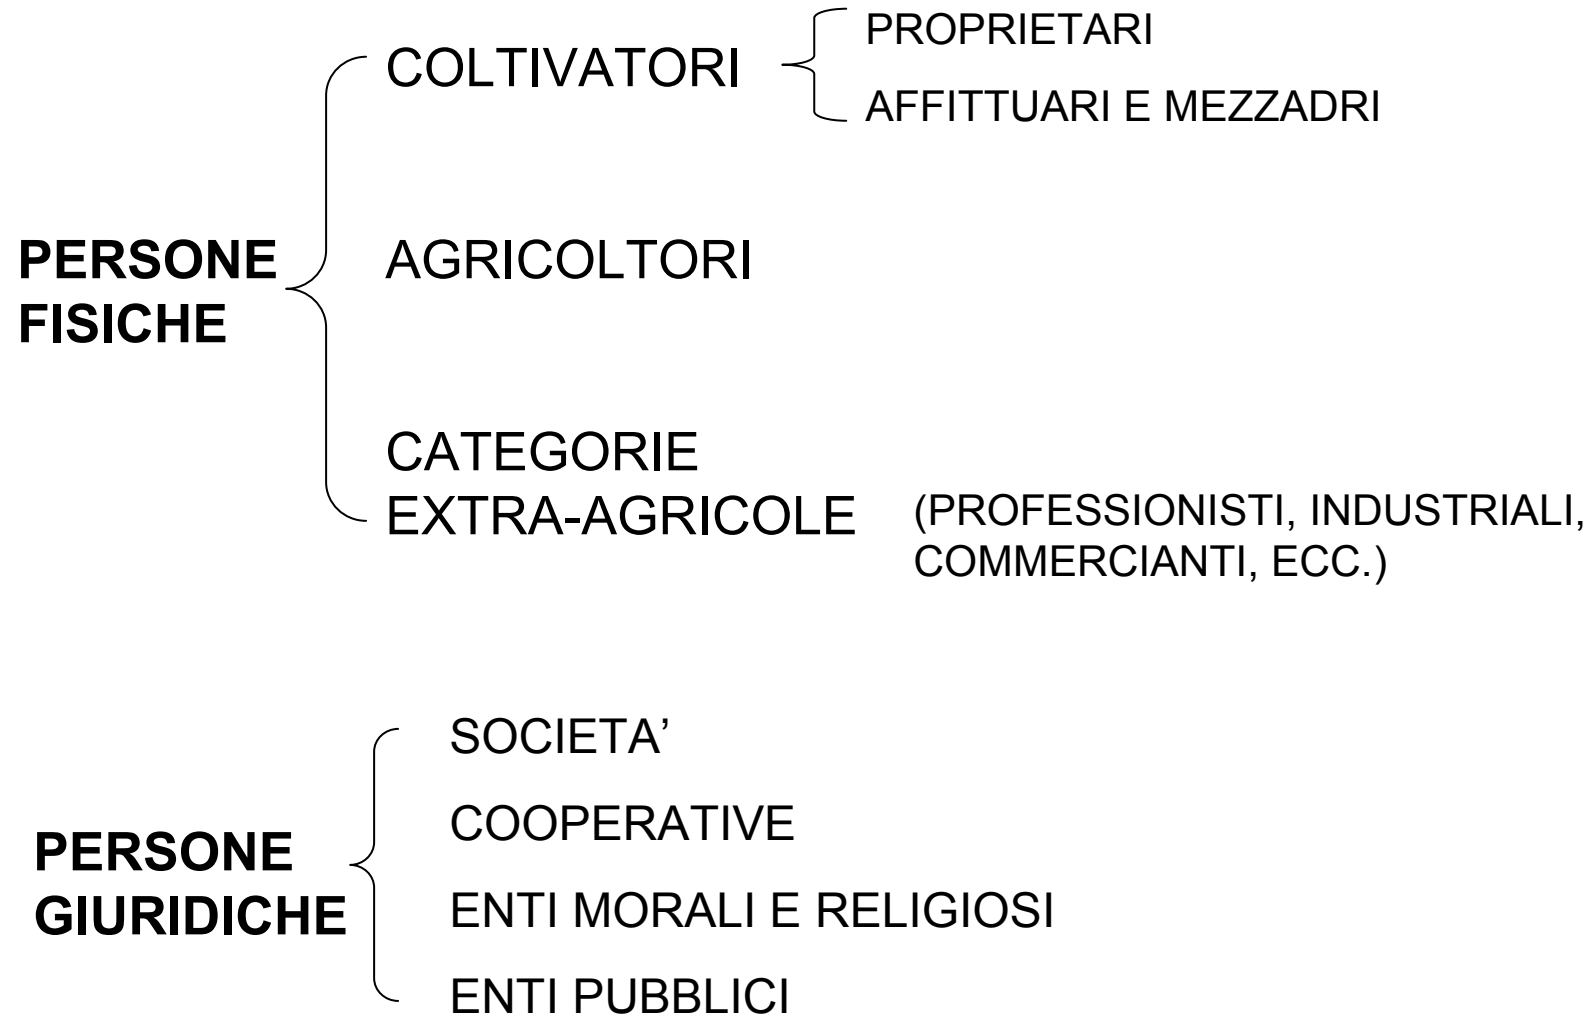 PROPRIETARI
COLTIVATORI
AFFITTUARI E MEZZADRI
PERSONE
FISICHE
AGRICOLTORI
CATEGORIE
EXTRA-AGRICOLE
(PROFESSIONISTI, INDUSTRIALI,
COMMERCIANTI, ECC.)
SOCIETA’
COOPERATIVE
PERSONE
GIURIDICHE
ENTI MORALI E RELIGIOSI
ENTI PUBBLICI